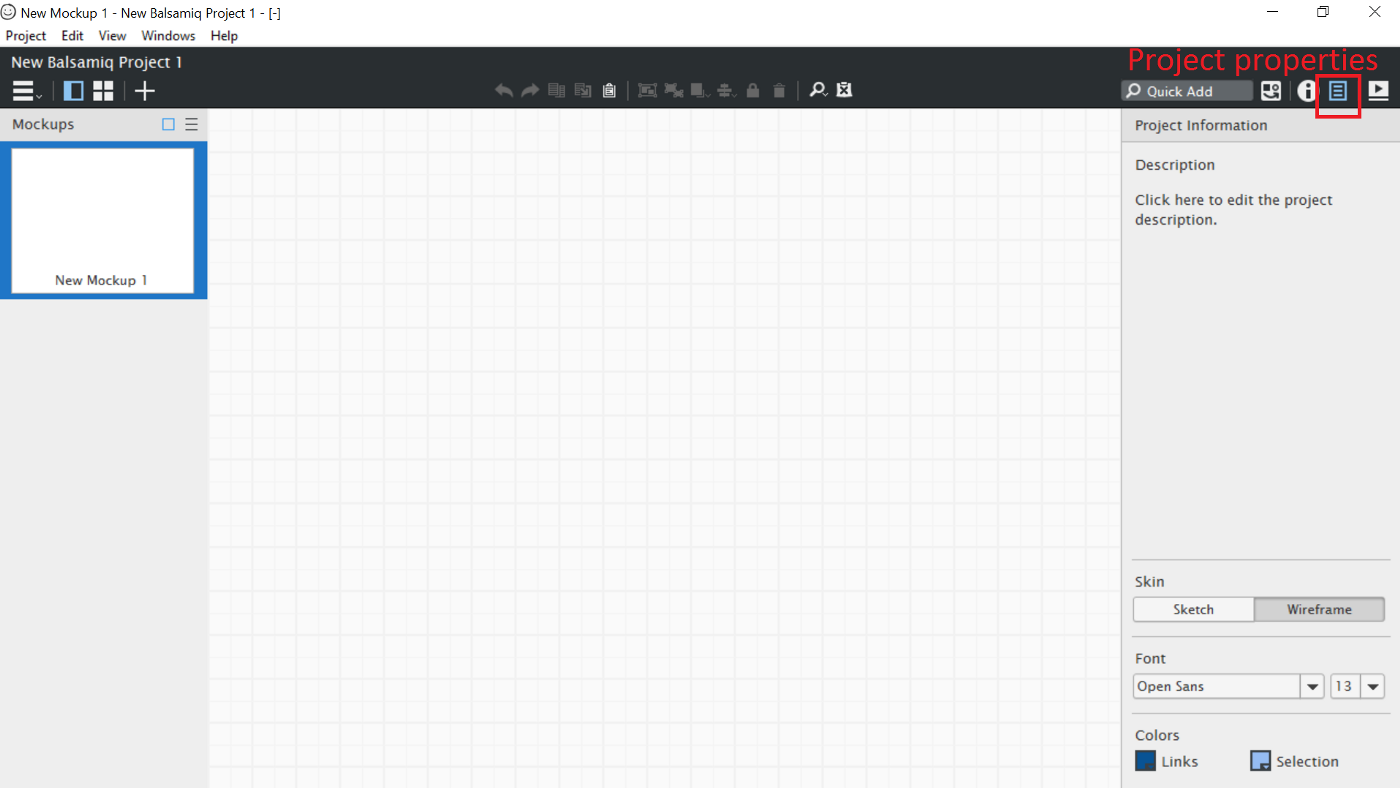 New Mockup 1 - New Balsamiq Project 1 - [-]
Project Edit View Windows Help
New Balsamiq Project 1
Project properties
Quick Add
Mockups
New Mockup 1
Project Information
Description
Click here to edit the project
description.
Skin
Sketch Wireframe
Font
Open Sans 13
Colors
Links Selection